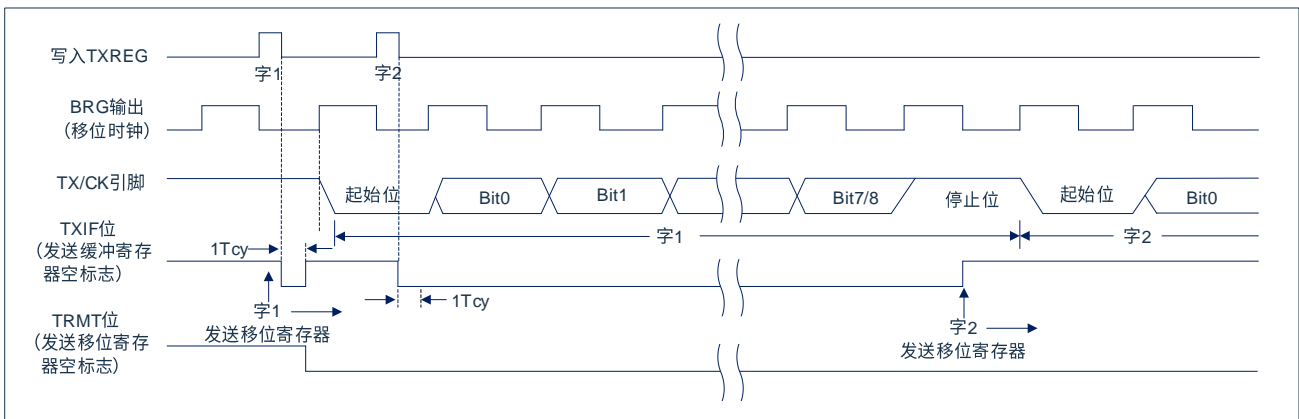 写入TXREG
字1
字2
BRG输出
（移位时钟）
TX/CK引脚
起始位
Bit0
Bit1
Bit7/8
停止位
起始位
Bit0
TXIF位
（发送缓冲寄存
器空标志）
1Tcy
字1
字2
1Tcy
字1
发送移位寄存器
字2
发送移位寄存器
TRMT位
（发送移位寄存
器空标志）